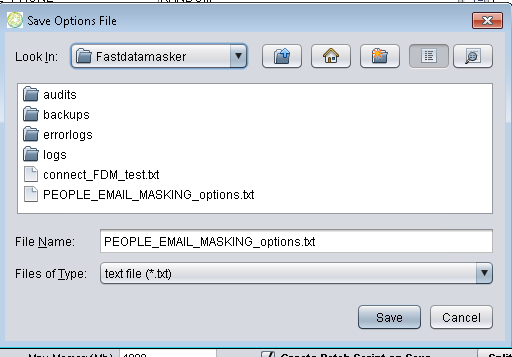 Save Options File
Look In: Fastdatamasker
audits
backups
errorlogs
logs
connect_FDM_test.txt
PEOPLE_EMAIL_MASKING_options.txt
File Name: PEOPLE_EMAIL_MASKING_options.txt
Files of Type: text file (*.txt)
Save Cancel